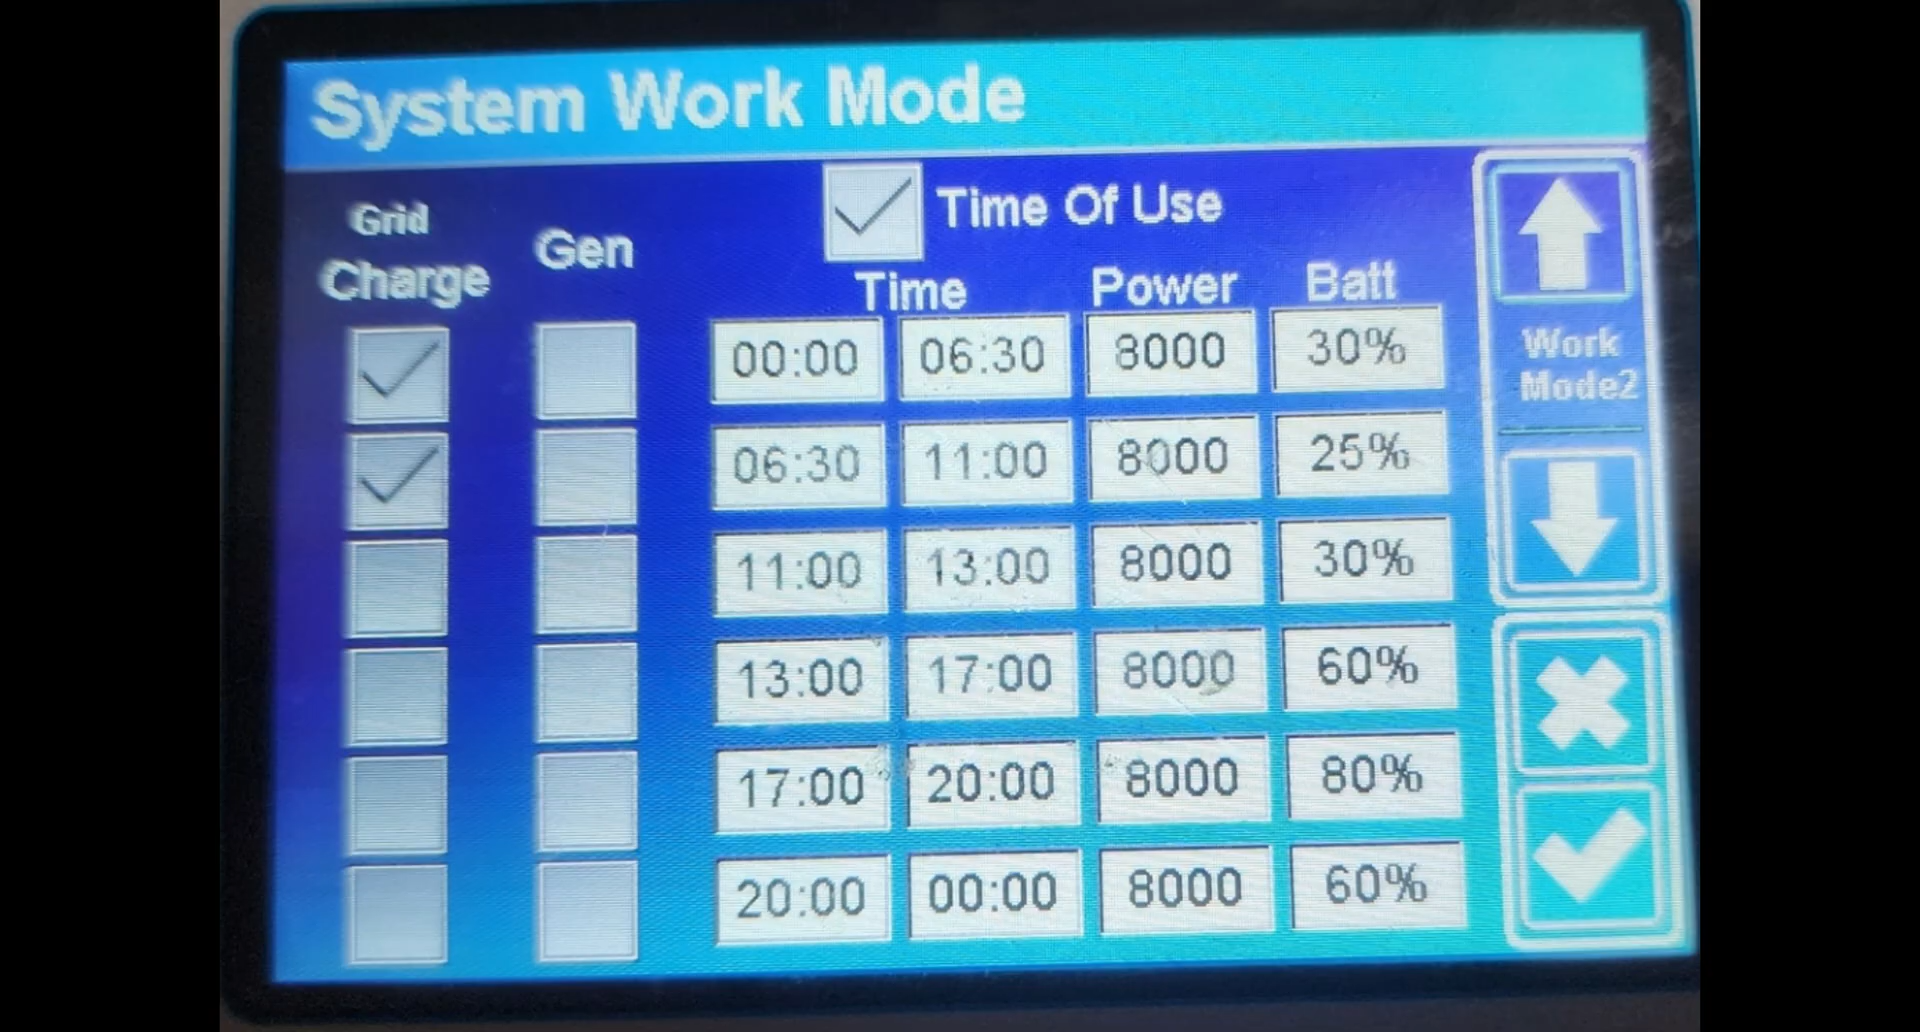 System Work Mode
Grid
Charge
Gen
Time Of Use
Time Power Batt
00:00 06:30 8000 30%
06:30 11:00 8000 25%
11:00 13:00 8000 30%
13:00 17:00 8000 60%
17:00 20:00 8000 80%
20:00 00:00 8000 60%
Work
Mode2